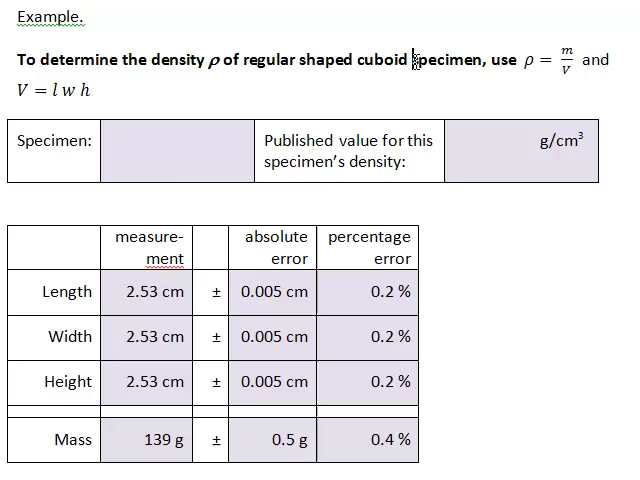 Example.
To determine the density ρ of regular shaped cuboid specimen, use ρ = m/V and
V = l w h
Specimen: Published value for this specimen's density: g/cm³
measure-ment absolute error percentage error
Length 2.53 cm ± 0.005 cm 0.2 %
Width 2.53 cm ± 0.005 cm 0.2 %
Height 2.53 cm ± 0.005 cm 0.2 %
Mass 139 g ± 0.5 g 0.4 %